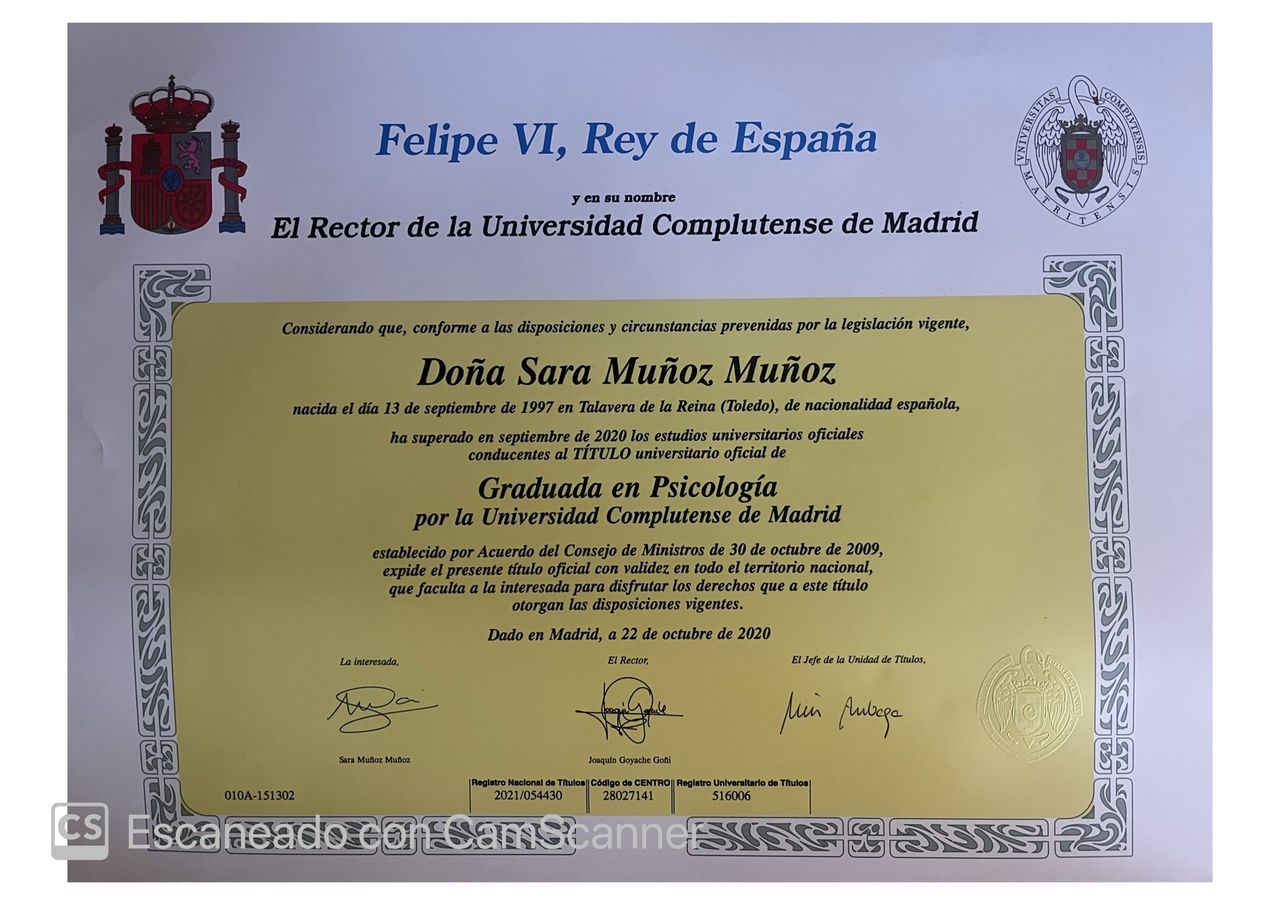 Felipe VI, Rey de España
y en su nombre
El Rector de la Universidad Complutense de Madrid
VNIVERSITAS COMPLVTENSIS MATRITENSIS
Considerando que, conforme a las disposiciones y circunstancias prevenidas por la legislación vigente,
Doña Sara Muñoz Muñoz
nacida el día 13 de septiembre de 1997 en Talavera de la Reina (Toledo), de nacionalidad española,
ha superado en septiembre de 2020 los estudios universitarios oficiales
conducentes al TÍTULO universitario oficial de
Graduada en Psicología
por la Universidad Complutense de Madrid
establecido por Acuerdo del Consejo de Ministros de 30 de octubre de 2009,
expide el presente título oficial con validez en todo el territorio nacional,
que faculta a la interesada para disfrutar los derechos que a este título
otorgan las disposiciones vigentes.
Dado en Madrid, a 22 de octubre de 2020
La interesada,
El Rector,
El Jefe de la Unidad de Títulos,
Sara Muñoz Muñoz
Joaquín Goyache Goñi
Registro Nacional de Títulos Código de CENTRO Registro Universitario de Títulos
010A-151302 2021/054430 28027141 516006
CS Escaneado con CamScanner